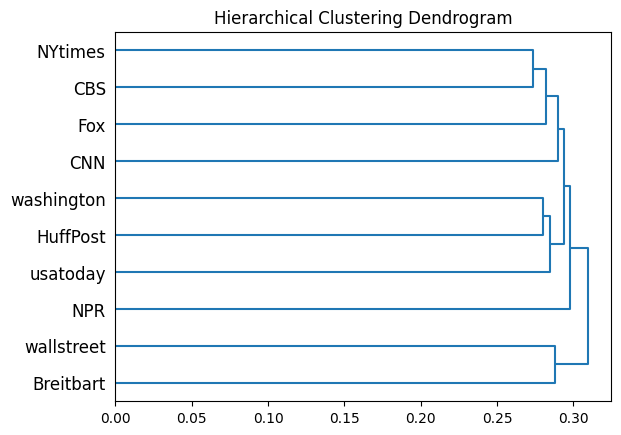 Hierarchical Clustering Dendrogram
NYtimes
CBS
Fox
CNN
washington
HuffPost
usatoday
NPR
wallstreet
Breitbart
0.00 0.05 0.10 0.15 0.20 0.25 0.30